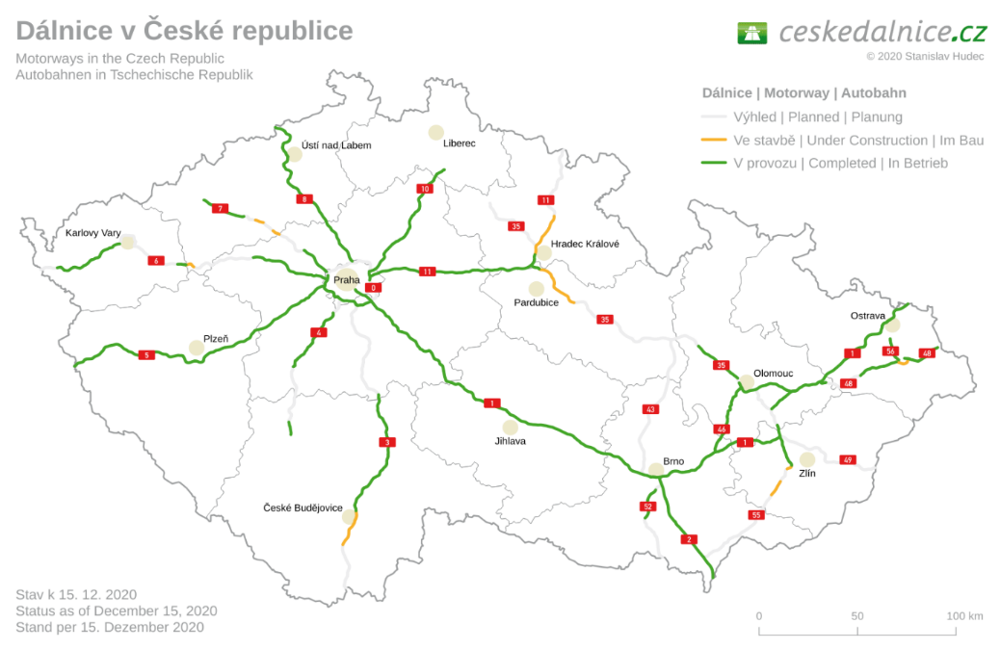 Dálnice v České republice
Motorways in the Czech Republic
Autobahnen in Tschechische Republik
ceskedalnice.cz
© 2020 Stanislav Hudec
Dálnice | Motorway | Autobahn
Výhled | Planned | Planung
Ve stavbě | Under Construction | Im Bau
V provozu | Completed | In Betrieb
Ústí nad Labem
Liberec
10
7
8
11
35
Karlovy Vary
6
Hradec Králové
11
Praha
0
Pardubice
35
Ostrava
4
Plzeň
5
1
56
48
35
Olomouc
48
1
43
46
3
Jihlava
1
Brno
49
Zlín
České Budějovice
52
55
2
Stav k 15. 12. 2020
Status as of December 15, 2020
Stand per 15. Dezember 2020
0 50 100 km